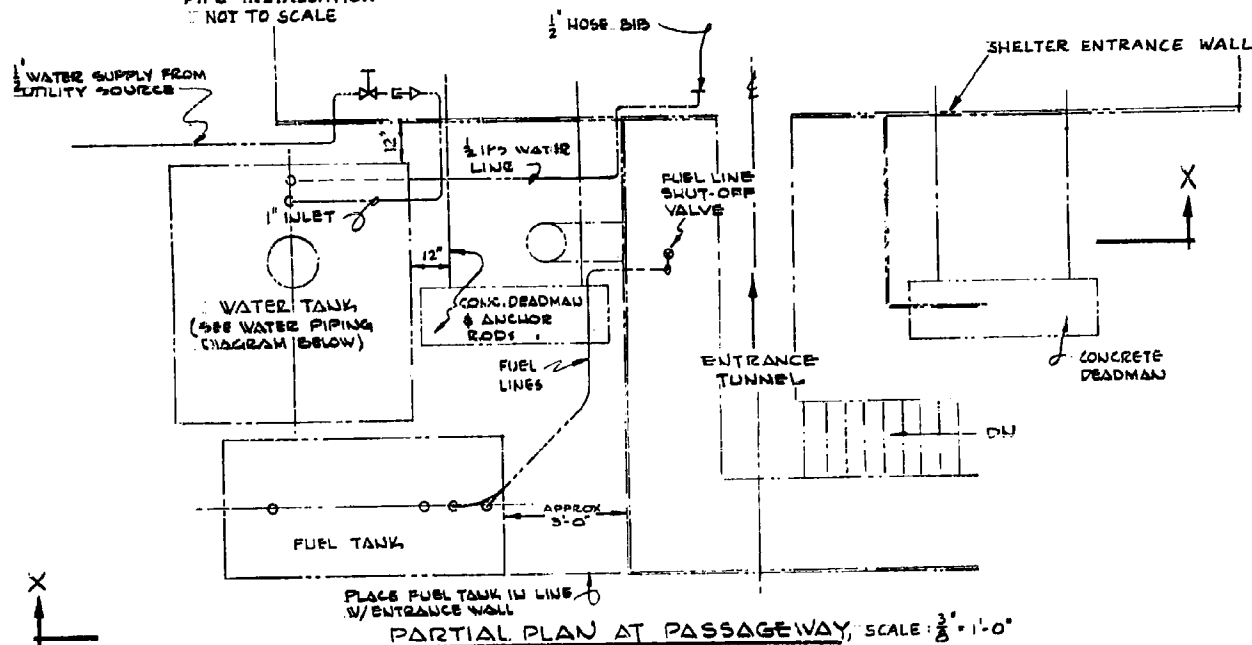 NOT TO SCALE
1/2" HOSE BIB
SHELTER ENTRANCE WALL
1/2" WATER SUPPLY FROM
UTILITY SOURCE
12"
1/2 IPS WATER
LINE
FUEL LINE
SHUT-OFF
VALVE
X
1" INLET
12"
WATER TANK
(SEE WATER PIPING
DIAGRAM BELOW)
CONC. DEADMAN
& ANCHOR
RODS
FUEL
LINES
ENTRANCE
TUNNEL
CONCRETE
DEADMAN
DN
APPROX
3'-0"
FUEL TANK
X
PLACE FUEL TANK IN LINE
W/ ENTRANCE WALL
PARTIAL PLAN AT PASSAGEWAY, SCALE: 3/8" = 1'-0"